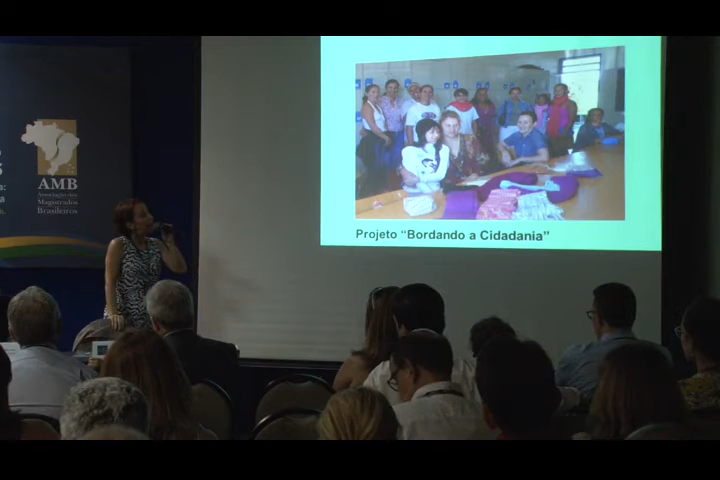 AMB
Associação dos
Magistrados
Brasileiros
Projeto “Bordando a Cidadania”